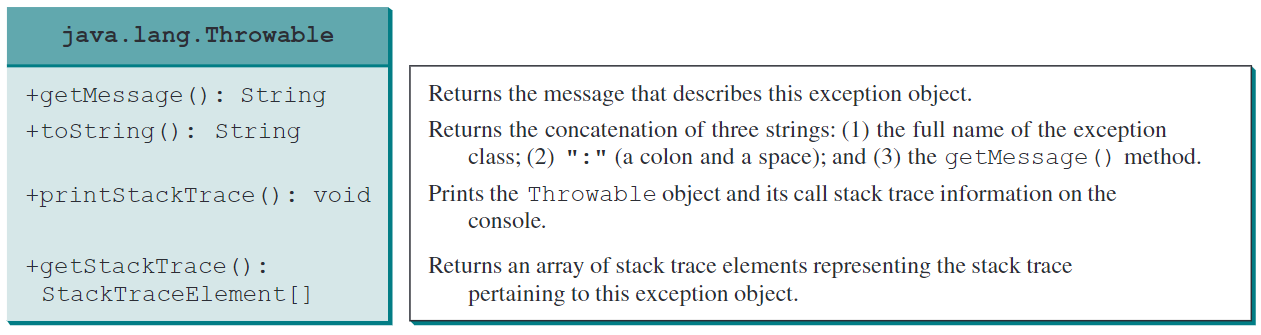 java.lang.Throwable
+getMessage(): String
Returns the message that describes this exception object.
+toString(): String
Returns the concatenation of three strings: (1) the full name of the exception
class; (2) ":" (a colon and a space); and (3) the getMessage() method.
+printStackTrace(): void
Prints the Throwable object and its call stack trace information on the
console.
+getStackTrace():
StackTraceElement[]
Returns an array of stack trace elements representing the stack trace
pertaining to this exception object.